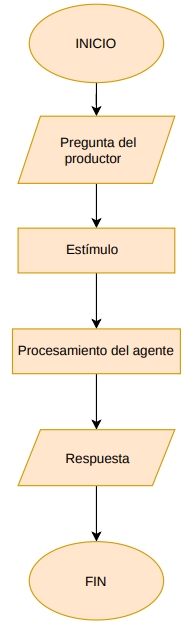 INICIO
Pregunta del
productor
Estímulo
Procesamiento del agente
Respuesta
FIN